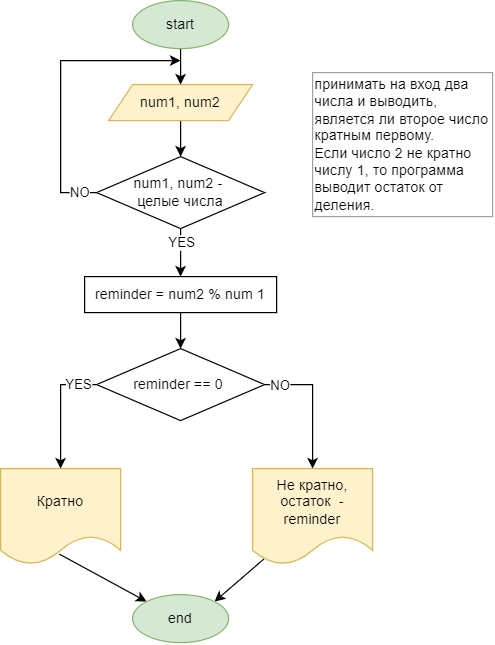 start
num1, num2
принимать на вход два
числа и выводить,
является ли второе число
кратным первому.
Если число 2 не кратно
числу 1, то программа
выводит остаток от
деления.
num1, num2 -
целые числа
NO
YES
reminder = num2 % num 1
reminder == 0
YES
NO
Кратно
Не кратно,
остаток -
reminder
end